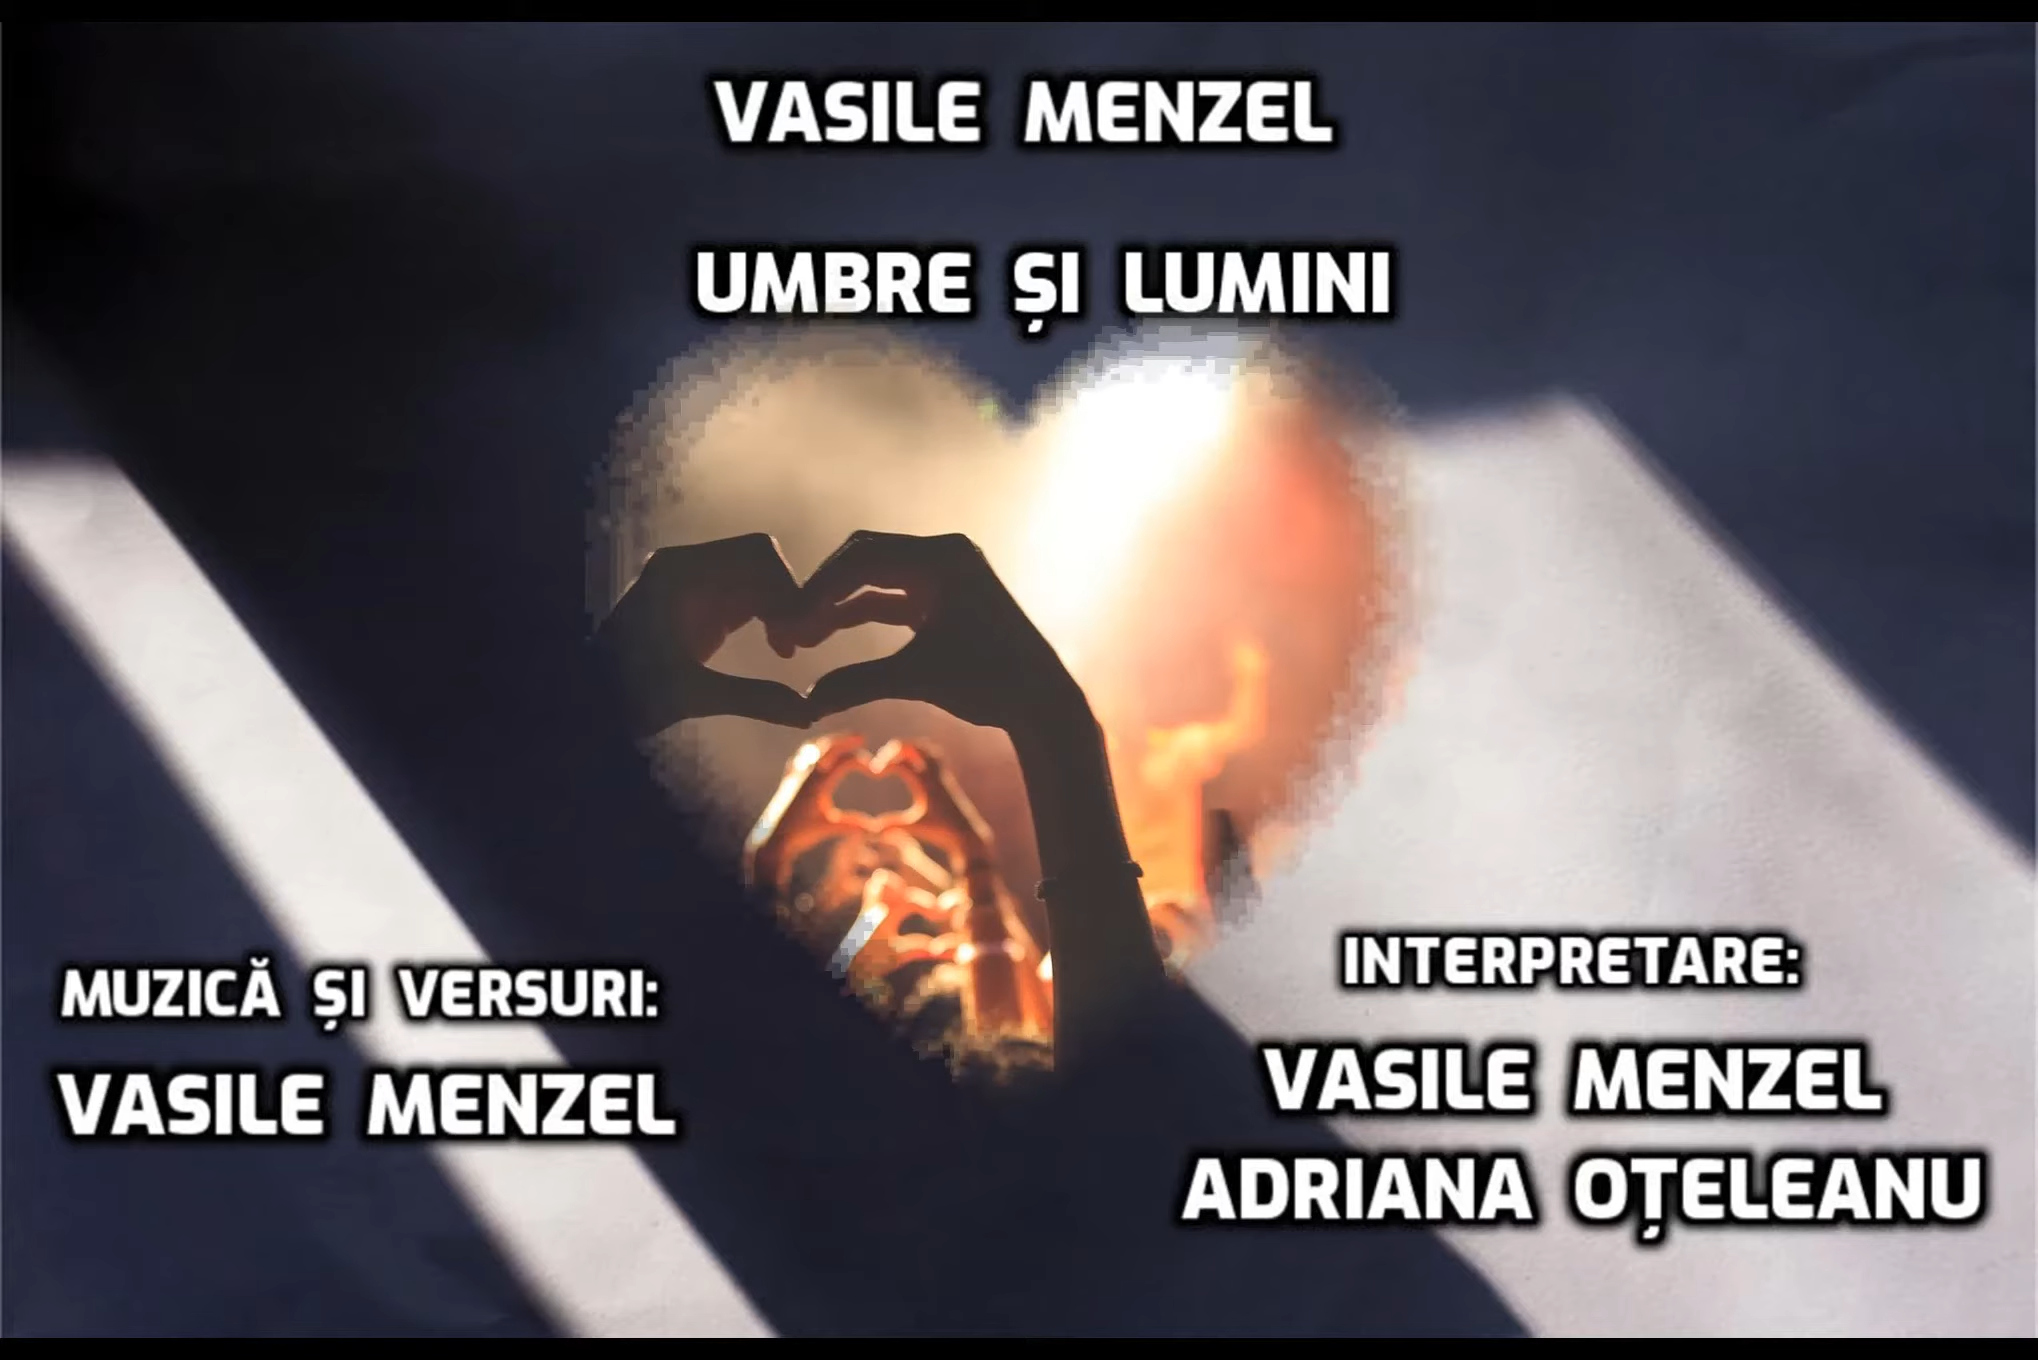 VASILE MENZEL
UMBRE ȘI LUMINI
MUZICĂ ȘI VERSURI:
VASILE MENZEL
INTERPRETARE:
VASILE MENZEL
ADRIANA OȚELEANU